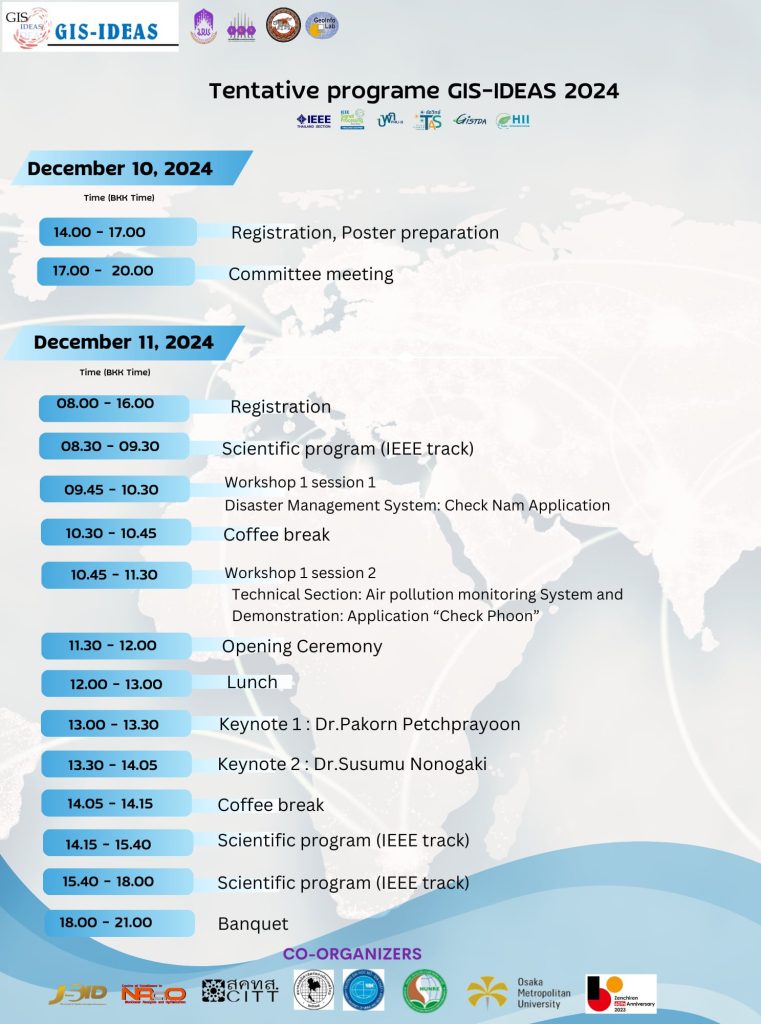 GIS
IDEAS
GIS-IDEAS
GeoInfo
Lab
Tentative programe GIS-IDEAS 2024
IEEE
THAILAND SECTION
TAS
GISTDA
HII
December 10, 2024
Time (BKK Time)
14.00 - 17.00 Registration, Poster preparation
17.00 - 20.00 Committee meeting
December 11, 2024
Time (BKK Time)
08.00 - 16.00 Registration
08.30 - 09.30 Scientific program (IEEE track)
09.45 - 10.30 Workshop 1 session 1
Disaster Management System: Check Nam Application
10.30 - 10.45 Coffee break
10.45 - 11.30 Workshop 1 session 2
Technical Section: Air pollution monitoring System and
Demonstration: Application “Check Phoon”
11.30 - 12.00 Opening Ceremony
12.00 - 13.00 Lunch
13.00 - 13.30 Keynote 1 : Dr.Pakorn Petchprayoon
13.30 - 14.05 Keynote 2 : Dr.Susumu Nonogaki
14.05 - 14.15 Coffee break
14.15 - 15.40 Scientific program (IEEE track)
15.40 - 18.00 Scientific program (IEEE track)
18.00 - 21.00 Banquet
CO-ORGANIZERS
สคทส.
CITT
HUNRE
Osaka
Metropolitan
University
Zenchiren
60th Anniversary
2023